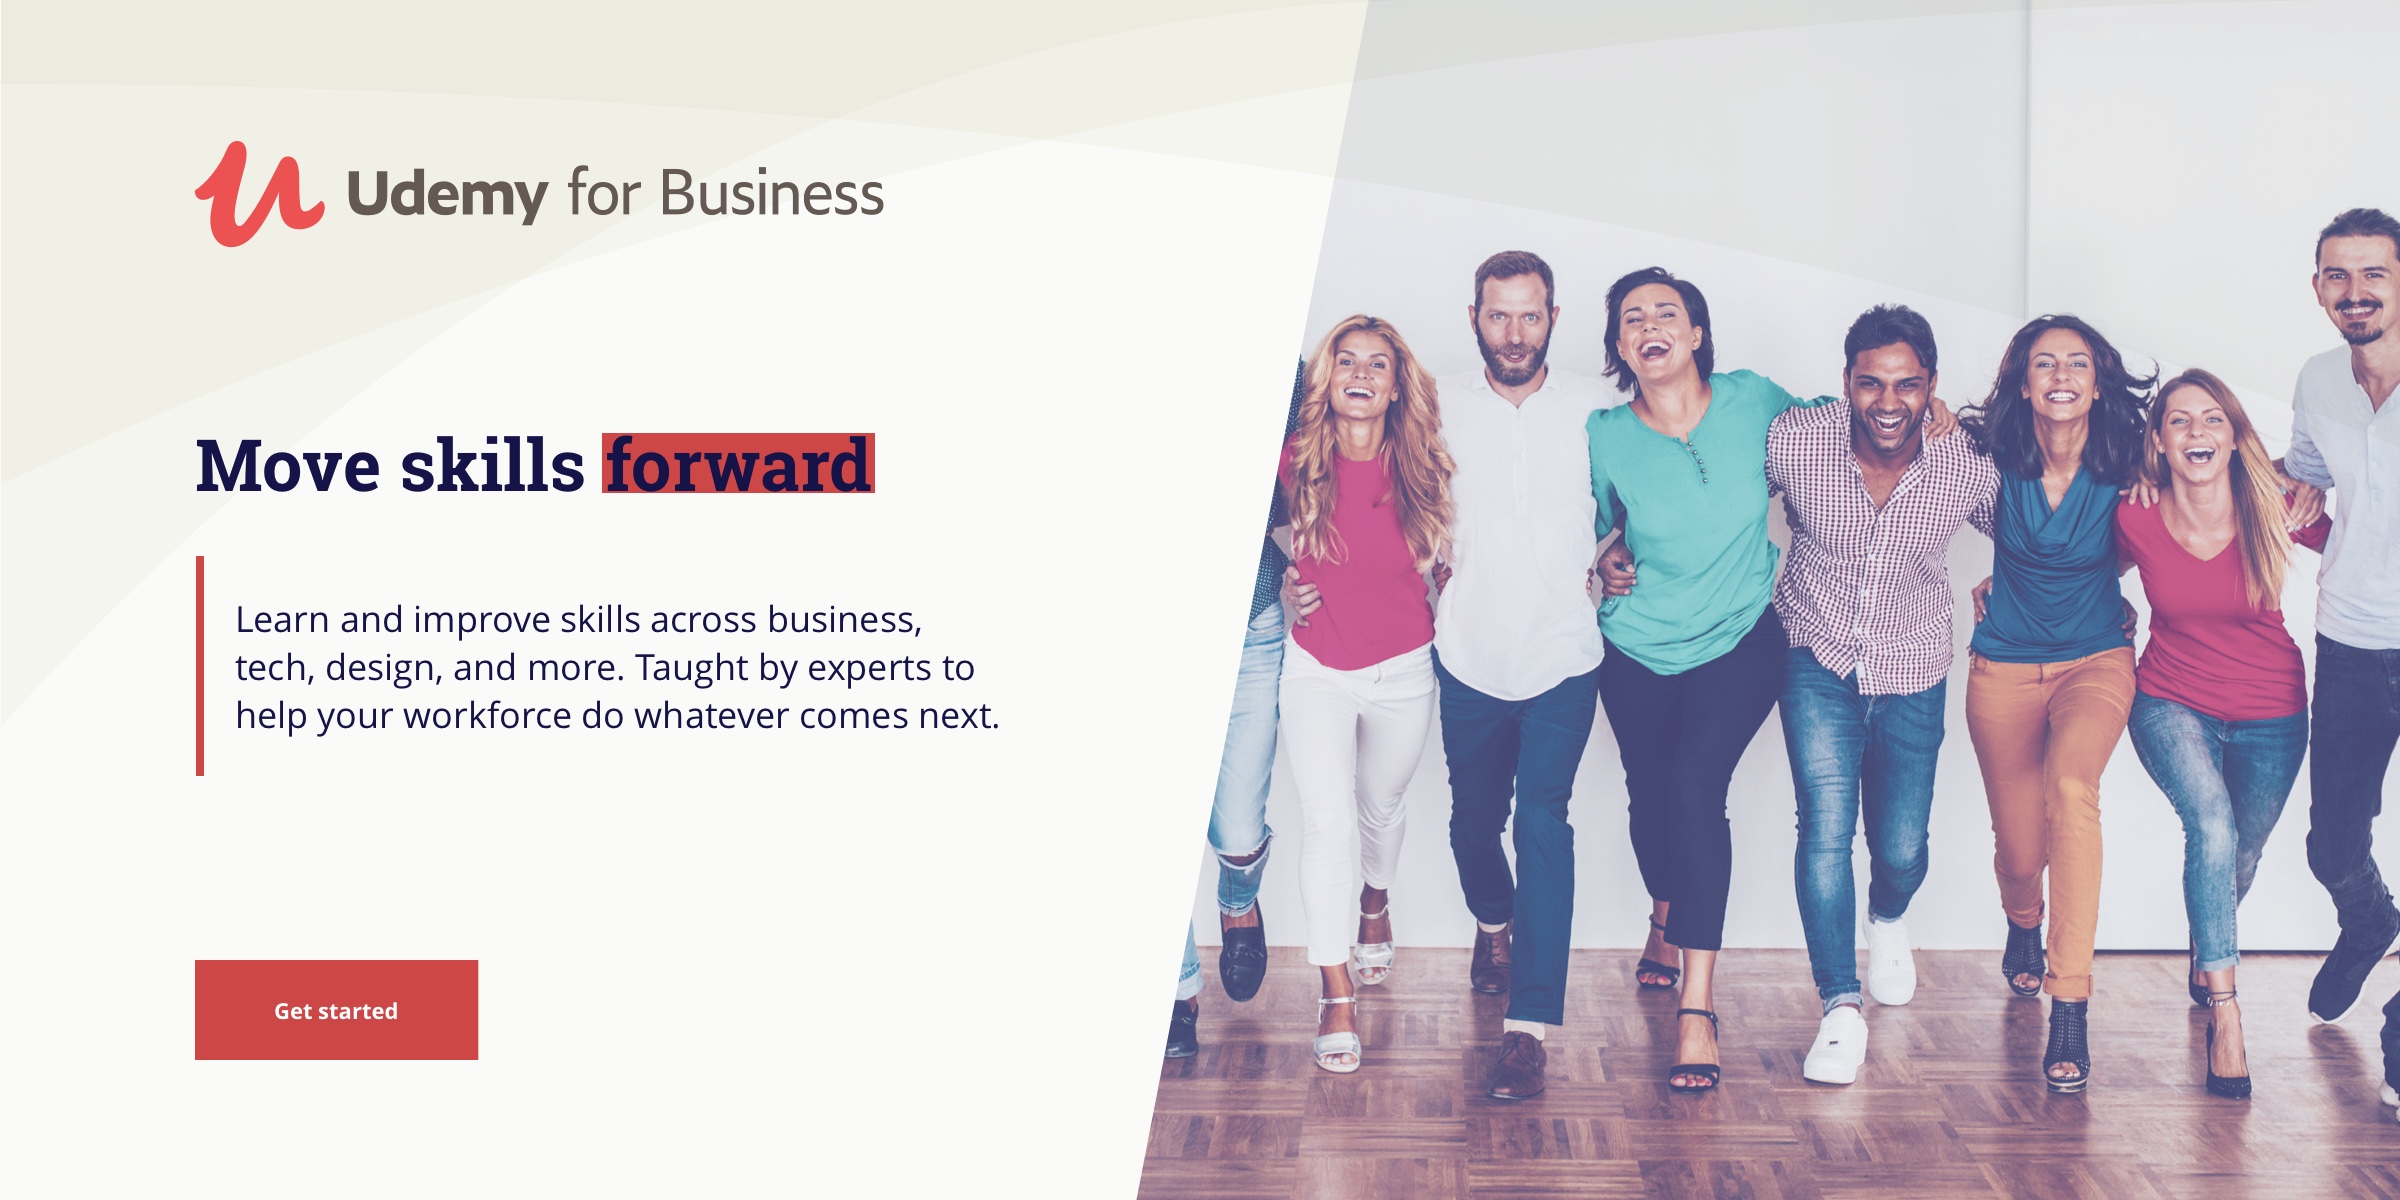 Udemy for Business
Move skills forward
Learn and improve skills across business,
tech, design, and more. Taught by experts to
help your workforce do whatever comes next.
Get started